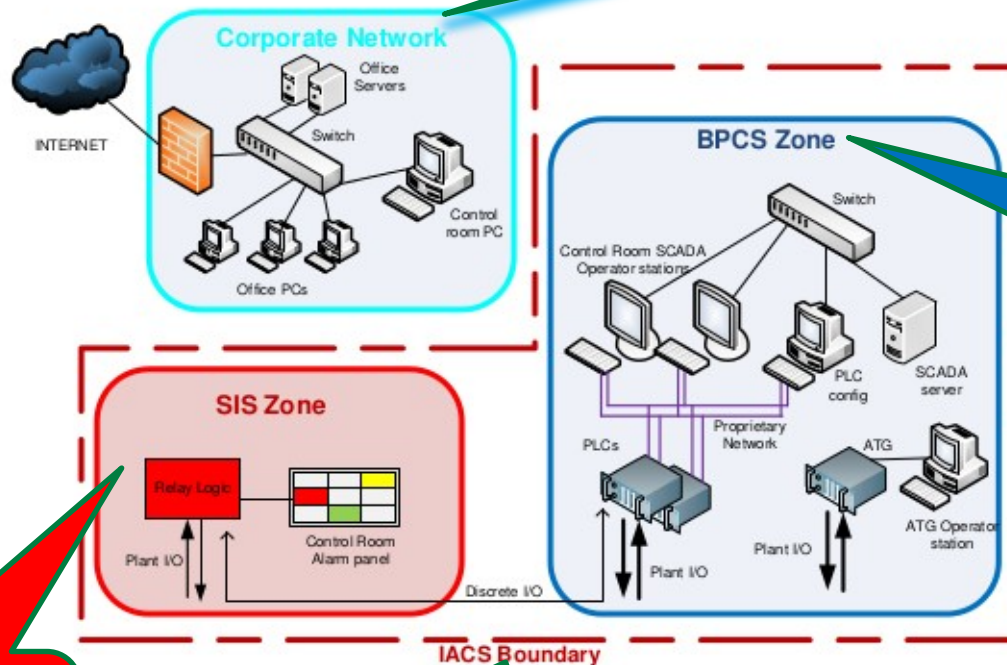 Corporate Network
Office
Servers
INTERNET
Switch
Control
room PC
Office PCs
BPCS Zone
Switch
Control Room SCADA
Operator stations
PLC
config
SCADA
server
Proprietary
Network
PLCs
ATG
ATG Operator
station
Plant I/O
Plant I/O
SIS Zone
Relay Logic
Control Room
Alarm panel
Plant I/O
Discrete I/O
IACS Boundary